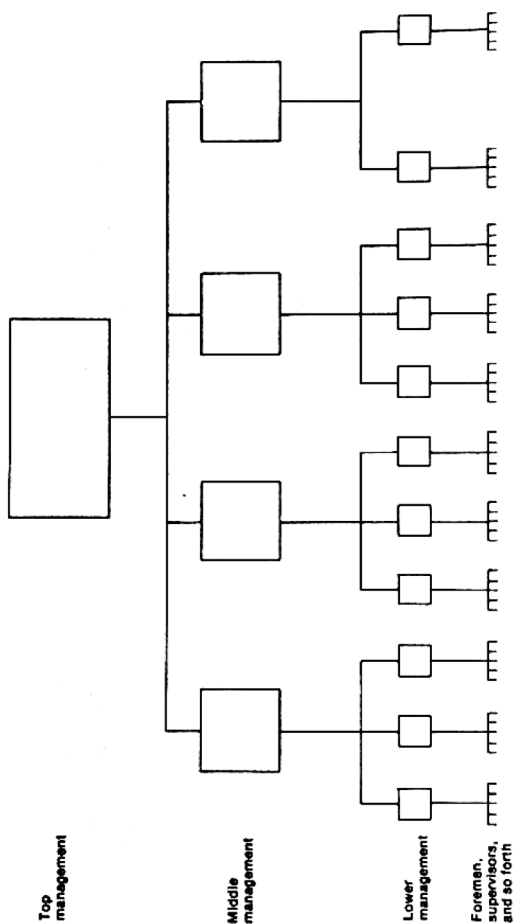 Top
management
Middle
management
Lower
management
Foremen,
supervisors,
and so forth